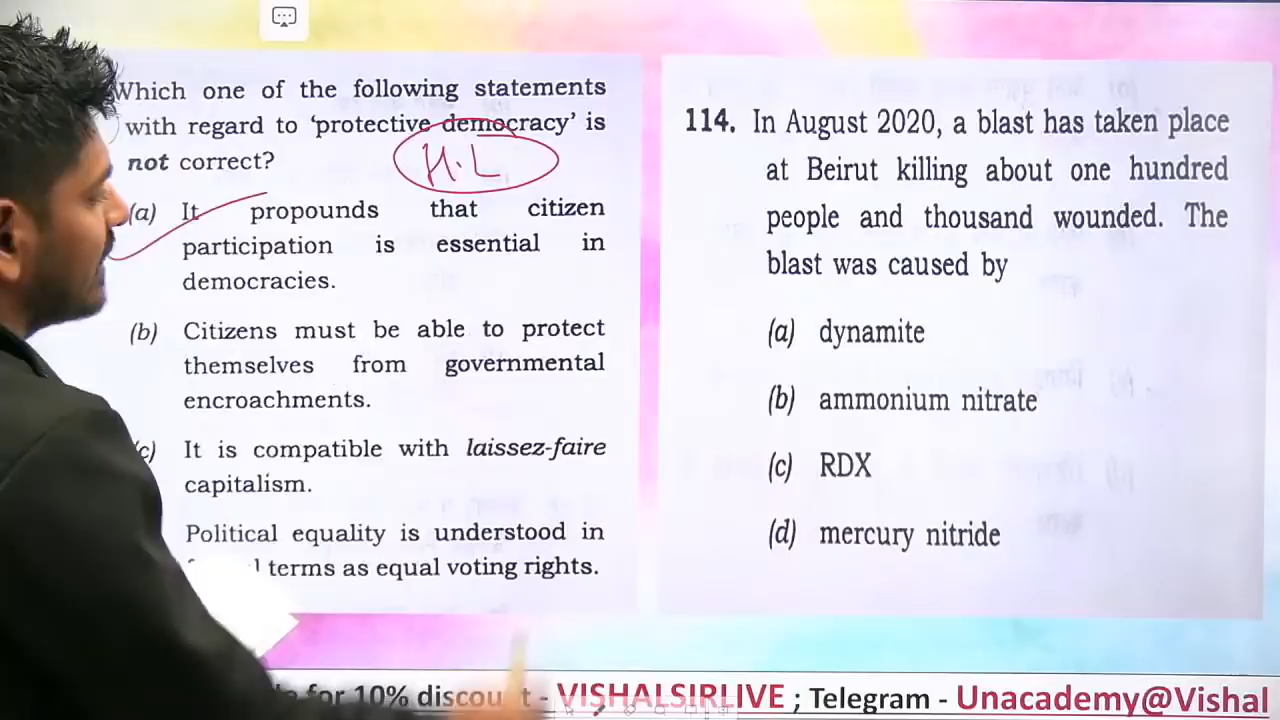 Which one of the following statements
with regard to 'protective democracy' is
not correct?
H.L
(a) It propounds that citizen
participation is essential in
democracies.
(b) Citizens must be able to protect
themselves from governmental
encroachments.
c) It is compatible with laissez-faire
capitalism.
Political equality is understood in
terms as equal voting rights.
114. In August 2020, a blast has taken place
at Beirut killing about one hundred
people and thousand wounded. The
blast was caused by
(a) dynamite
(b) ammonium nitrate
(c) RDX
(d) mercury nitride
for 10% discou t - VISHALSIRLIVE ; Telegram - Unacademy@Vishal